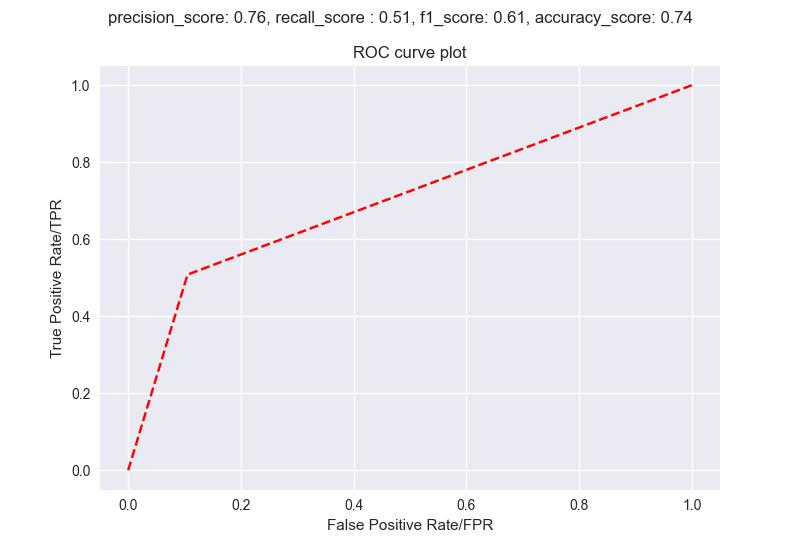 precision_score: 0.76, recall_score : 0.51, f1_score: 0.61, accuracy_score: 0.74
ROC curve plot
1.0
0.8
0.6
0.4
0.2
0.0
True Positive Rate/TPR
0.0 0.2 0.4 0.6 0.8 1.0
False Positive Rate/FPR